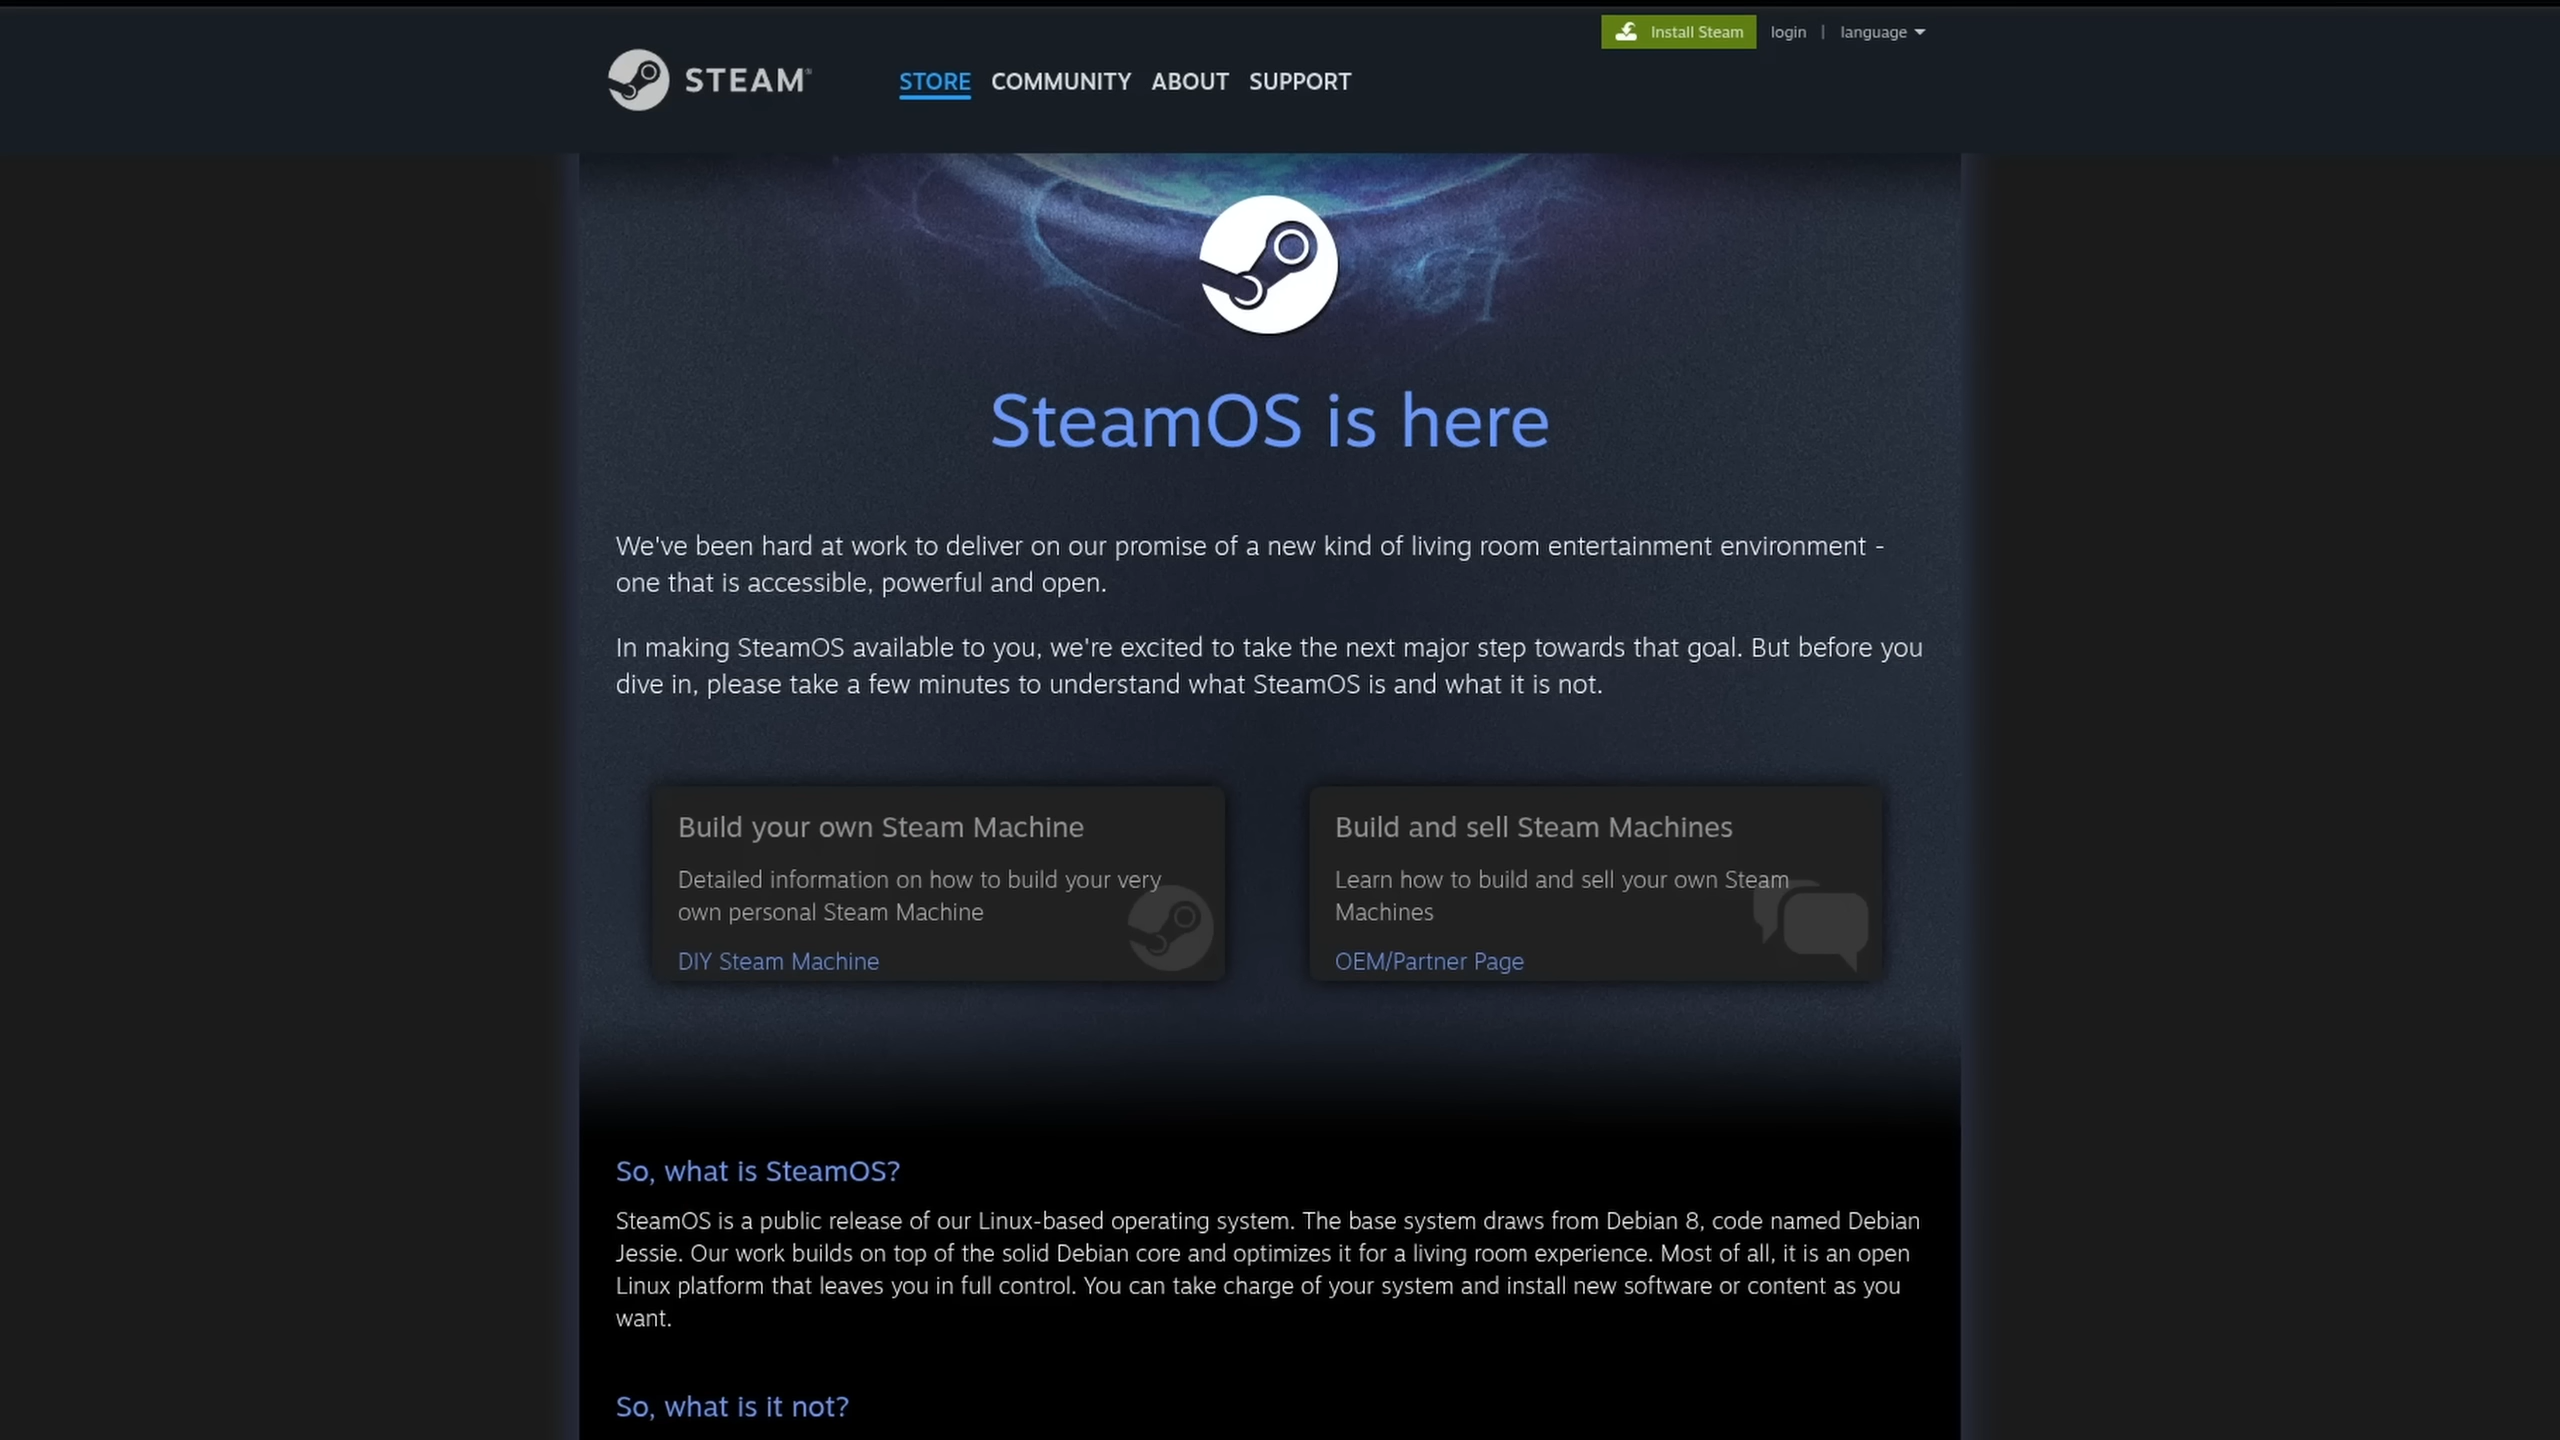 Install Steam login | language
STEAM® STORE COMMUNITY ABOUT SUPPORT
SteamOS is here
We've been hard at work to deliver on our promise of a new kind of living room entertainment environment -
one that is accessible, powerful and open.
In making SteamOS available to you, we're excited to take the next major step towards that goal. But before you
dive in, please take a few minutes to understand what SteamOS is and what it is not.
Build your own Steam Machine
Detailed information on how to build your very
own personal Steam Machine
DIY Steam Machine
Build and sell Steam Machines
Learn how to build and sell your own Steam
Machines
OEM/Partner Page
So, what is SteamOS?
SteamOS is a public release of our Linux-based operating system. The base system draws from Debian 8, code named Debian
Jessie. Our work builds on top of the solid Debian core and optimizes it for a living room experience. Most of all, it is an open
Linux platform that leaves you in full control. You can take charge of your system and install new software or content as you
want.
So, what is it not?